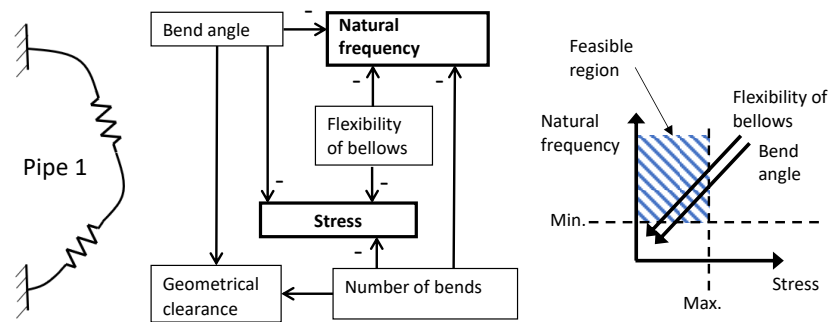 Pipe 1
Bend angle
-
Natural
frequency
-
-
Flexibility
of bellows
-
-
Stress
-
Geometrical
clearance
Number of bends
Feasible
region
Natural
frequency
Flexibility of
bellows
Bend
angle
Min.
Stress
Max.